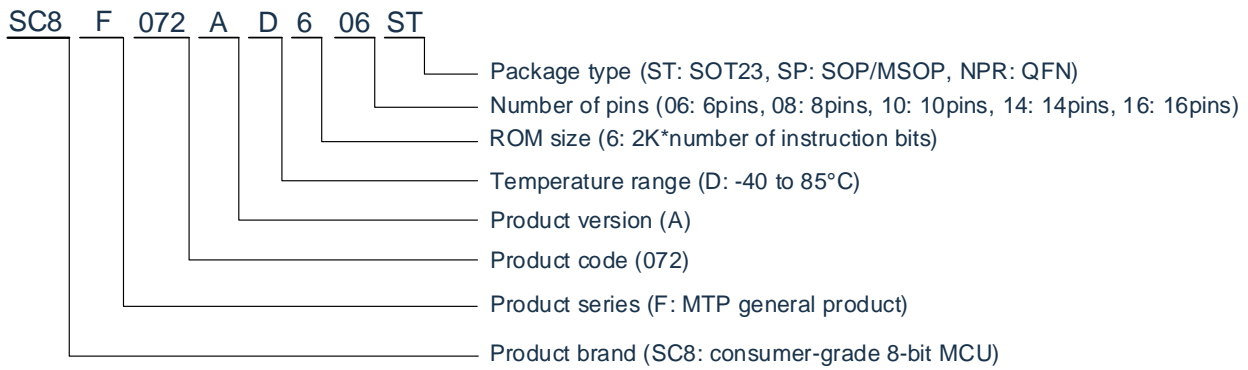 SC8 F 072 A D 6 06 ST
Package type (ST: SOT23, SP: SOP/MSOP, NPR: QFN)
Number of pins (06: 6pins, 08: 8pins, 10: 10pins, 14: 14pins, 16: 16pins)
ROM size (6: 2K*number of instruction bits)
Temperature range (D: -40 to 85°C)
Product version (A)
Product code (072)
Product series (F: MTP general product)
Product brand (SC8: consumer-grade 8-bit MCU)